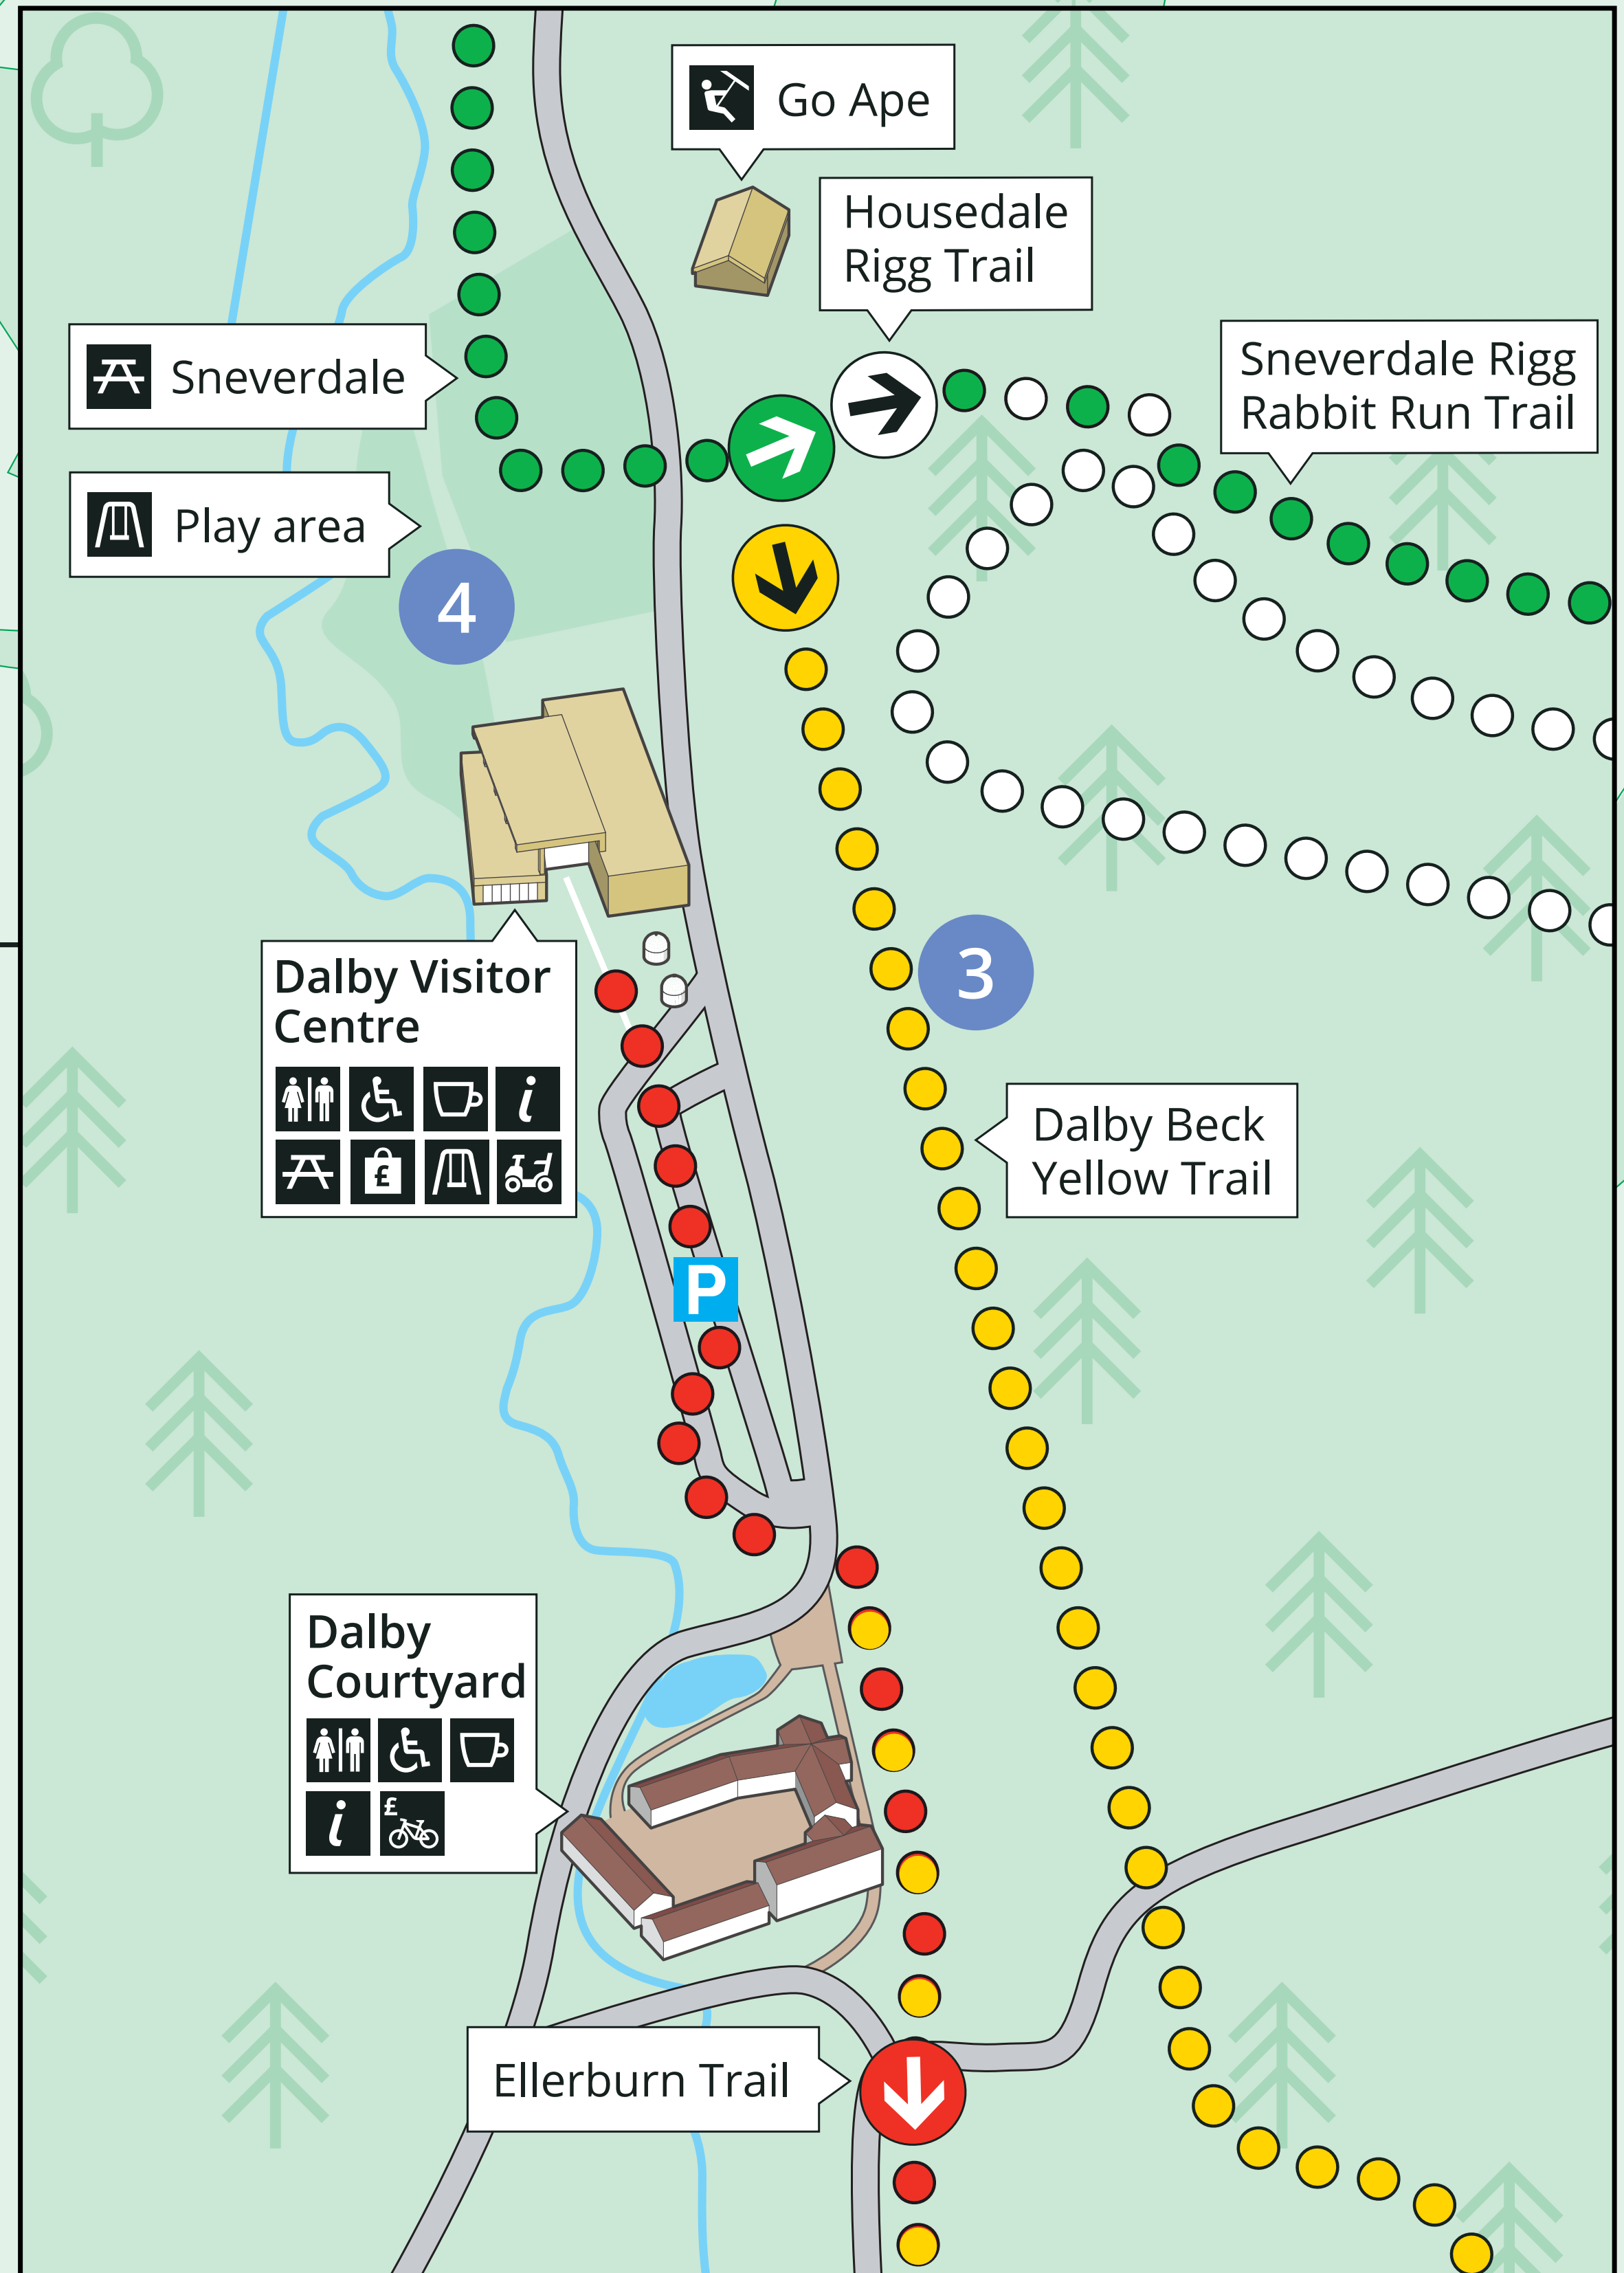 Go Ape
Housedale
Rigg Trail
Sneverdale Rigg
Rabbit Run Trail
Sneverdale
Play area
4
3
Dalby Visitor
Centre
i
£
Dalby Beck
Yellow Trail
P
Dalby
Courtyard
i
£
Ellerburn Trail